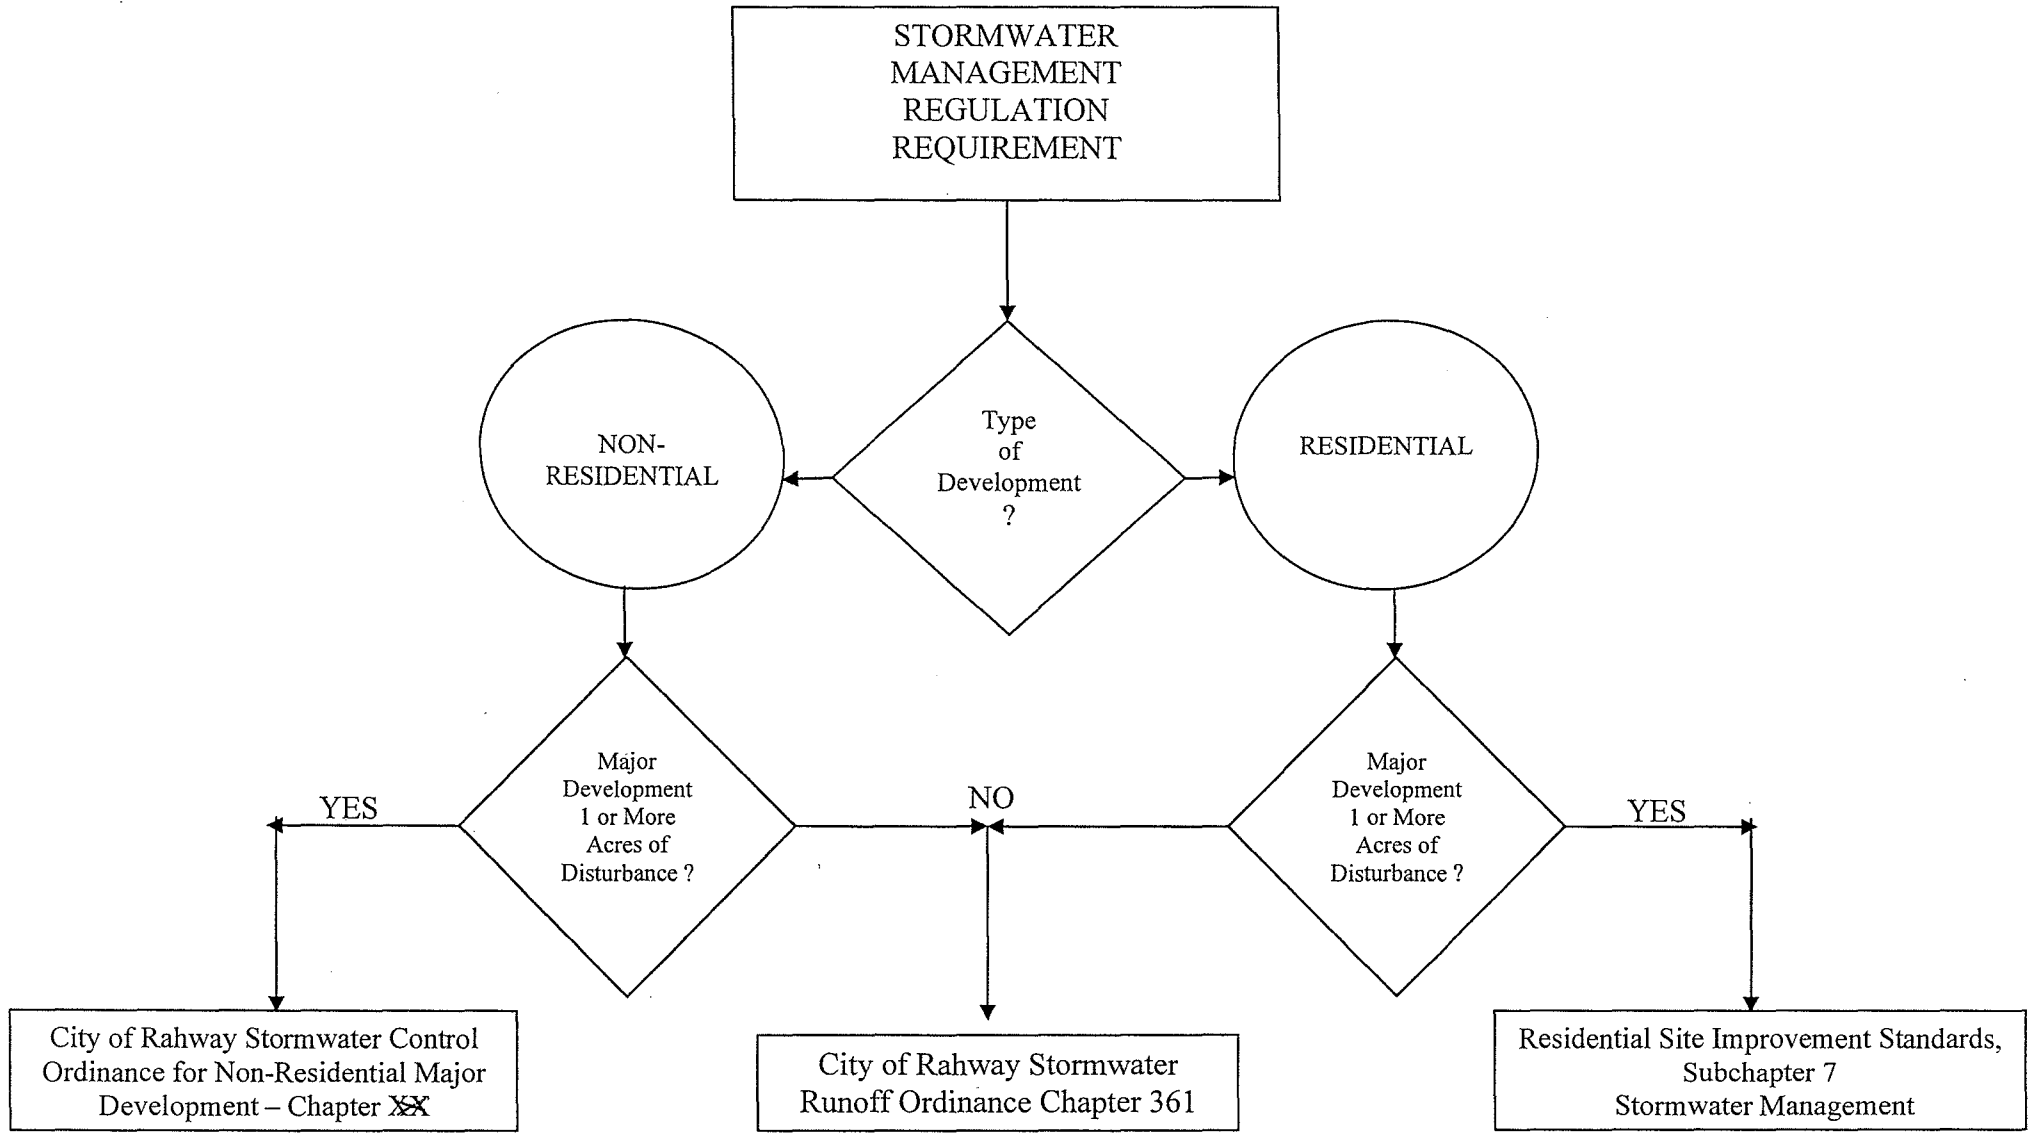 STORMWATER
MANAGEMENT
REGULATION
REQUIREMENT
Type
of
Development
?
NON-
RESIDENTIAL
RESIDENTIAL
Major
Development
1 or More
Acres of
Disturbance ?
Major
Development
1 or More
Acres of
Disturbance ?
YES
NO
YES
City of Rahway Stormwater Control
Ordinance for Non-Residential Major
Development – Chapter XX
City of Rahway Stormwater
Runoff Ordinance Chapter 361
Residential Site Improvement Standards,
Subchapter 7
Stormwater Management